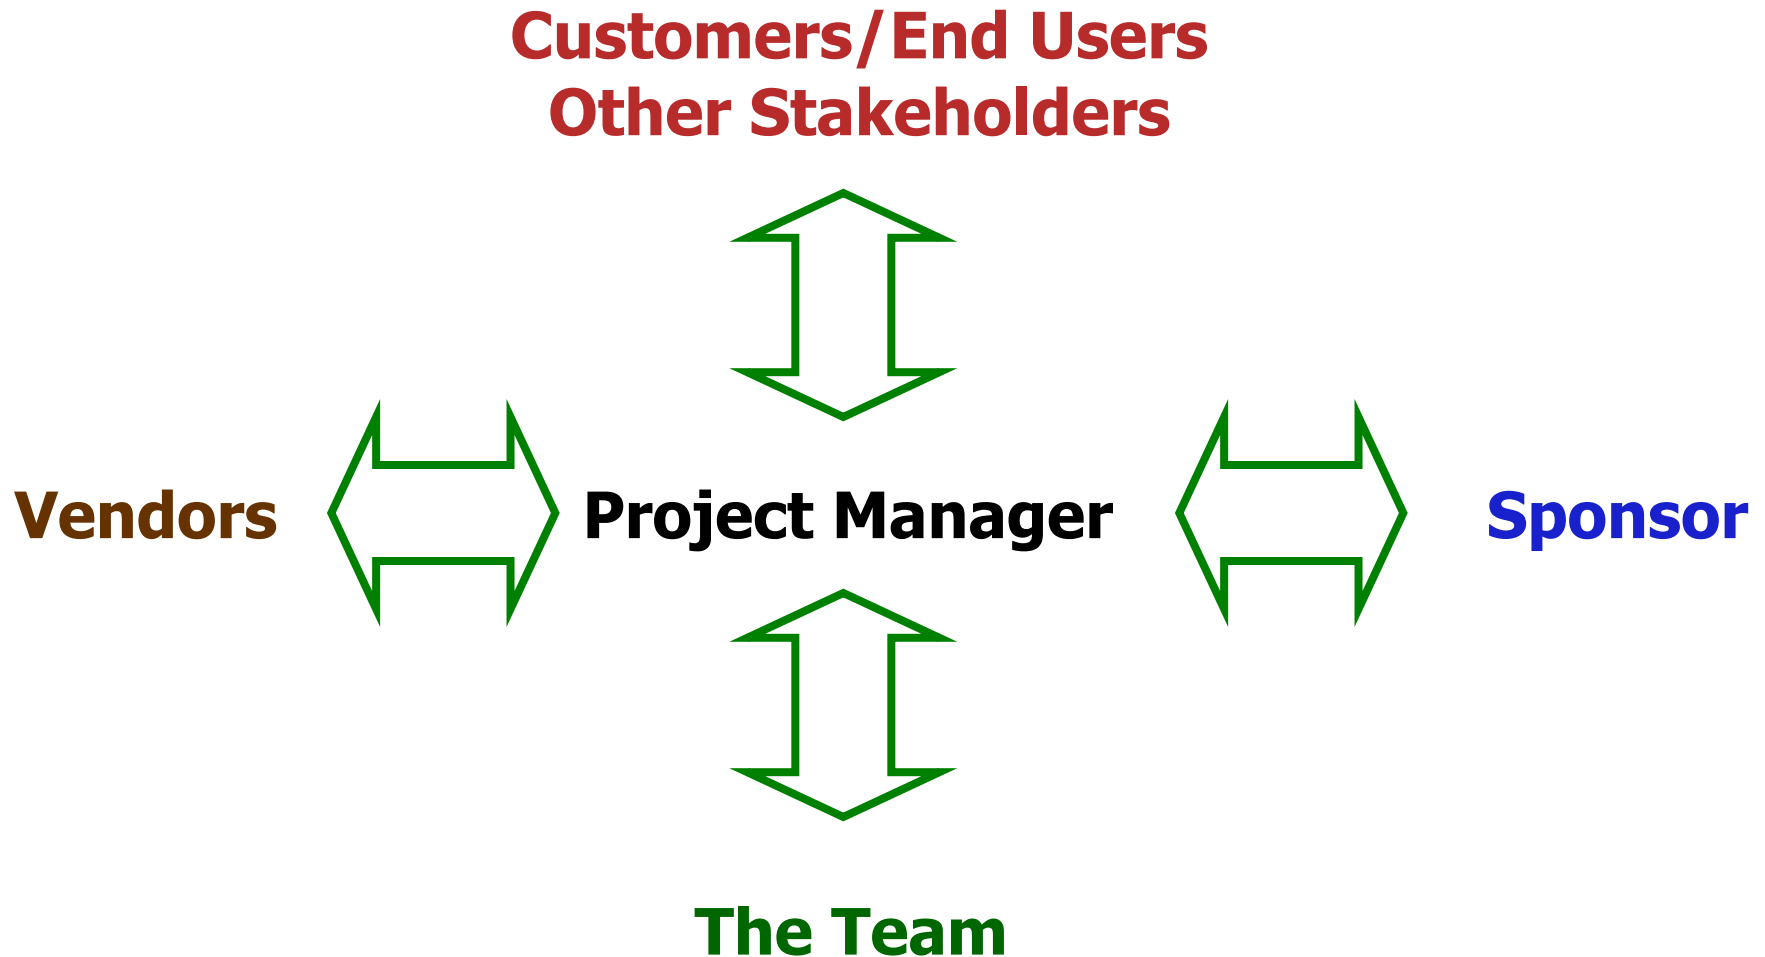 Customers/End Users
Other Stakeholders
Vendors
Project Manager
Sponsor
The Team